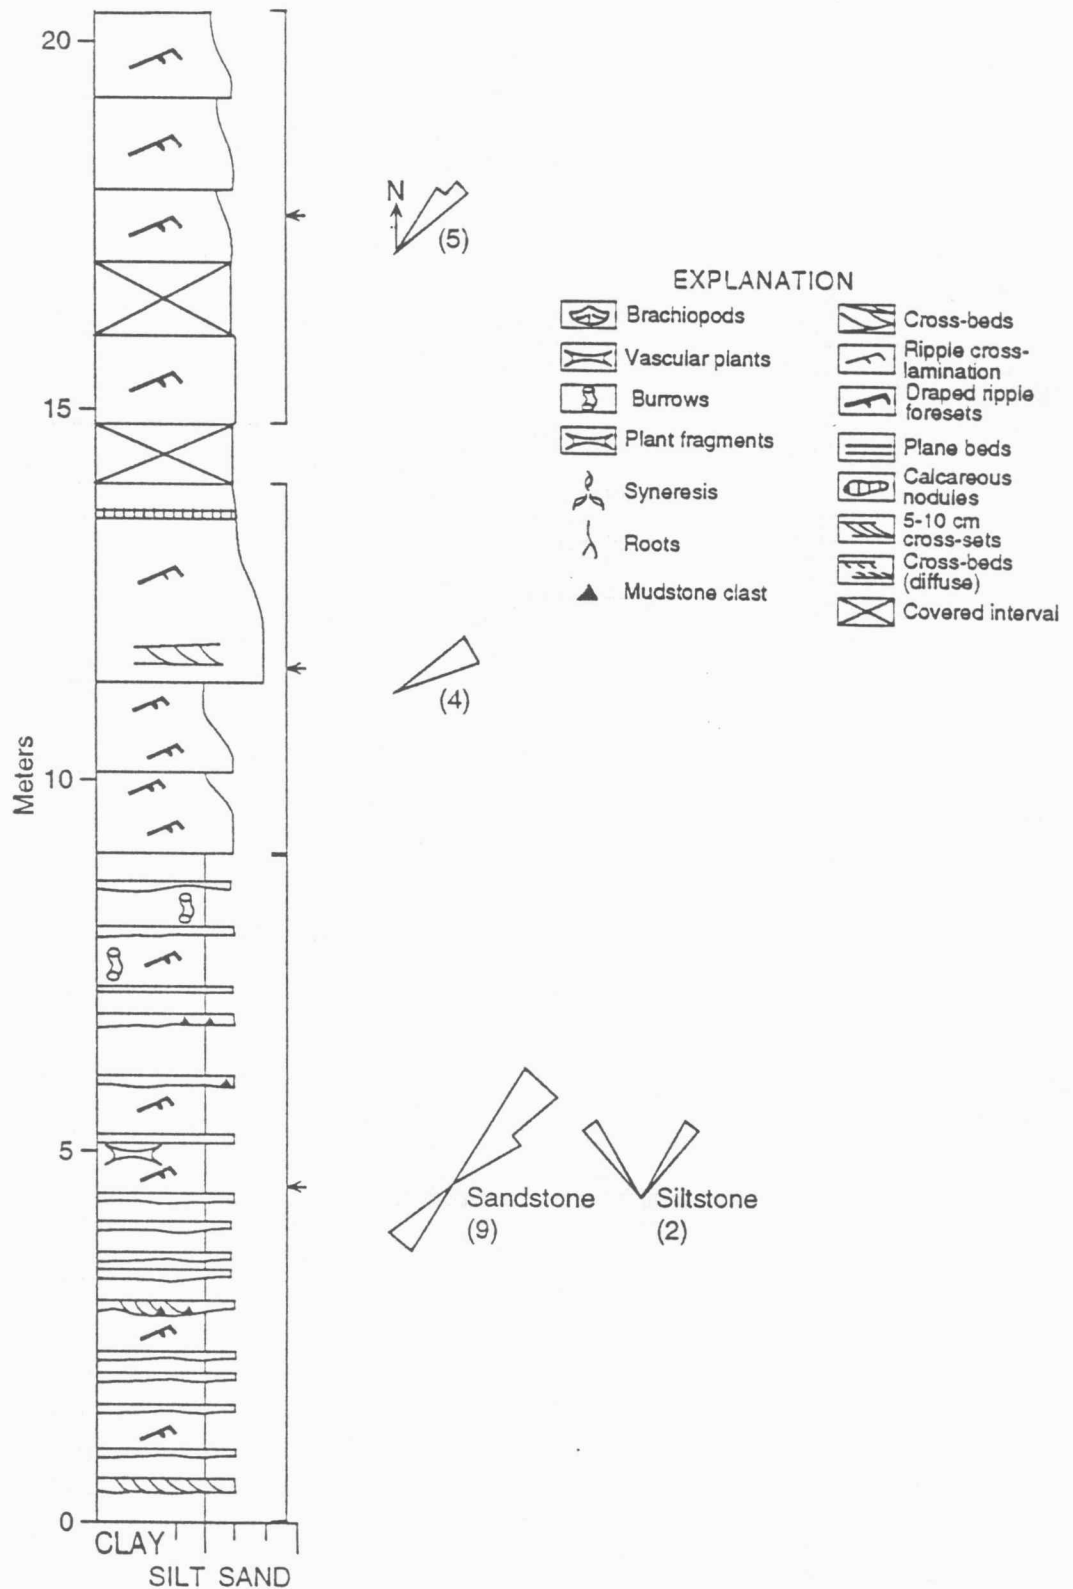 20
N
(5)
EXPLANATION
Brachiopods
Vascular plants
Burrows
Plant fragments
Syneresis
Roots
Mudstone clast
Cross-beds
Ripple cross-
lamination
Draped ripple
foresets
Plane beds
Calcareous
nodules
5-10 cm
cross-sets
Cross-beds
(diffuse)
Covered interval
15
(4)
Meters
10
5
Sandstone
(9)
Siltstone
(2)
0
CLAY
SILT SAND